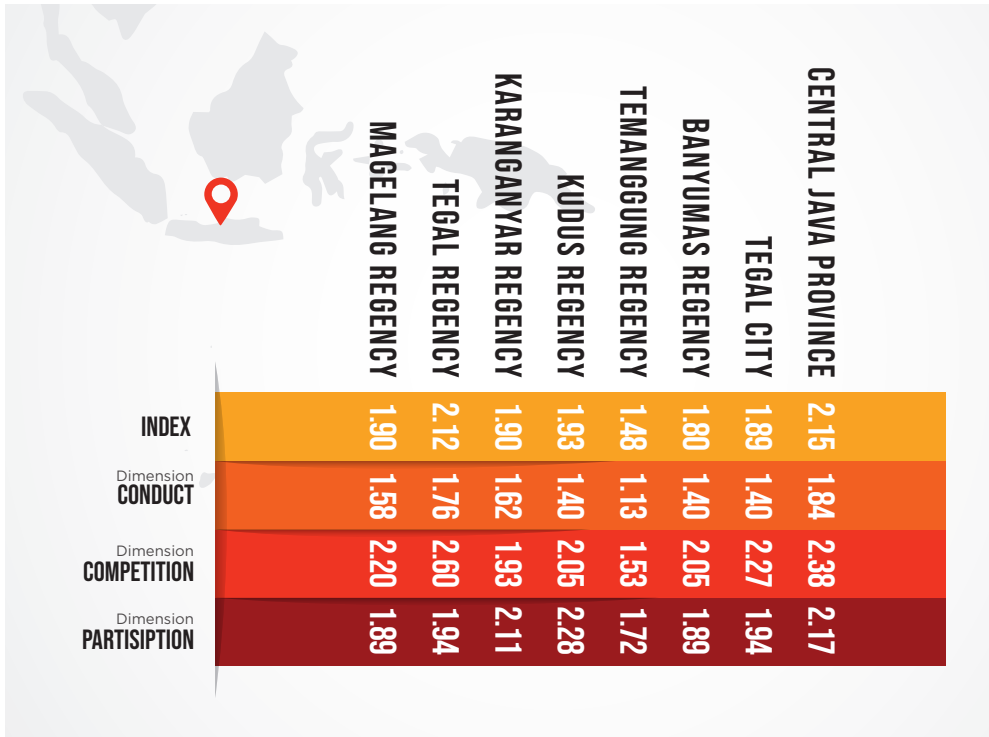 MAGELANG REGENCY
TEGAL REGENCY
KARANGANYAR REGENCY
KUDUS REGENCY
TEMANGGUNG REGENCY
BANYUMAS REGENCY
TEGAL CITY
CENTRAL JAVA PROVINCE
INDEX
1.90 2.12 1.90 1.93 1.48 1.80 1.89 2.15
Dimension
CONDUCT
1.58 1.76 1.62 1.40 1.13 1.40 1.40 1.84
Dimension
COMPETITION
2.20 2.60 1.93 2.05 1.53 2.05 2.27 2.38
Dimension
PARTISIPTION
1.89 1.94 2.11 2.28 1.72 1.89 1.94 2.17